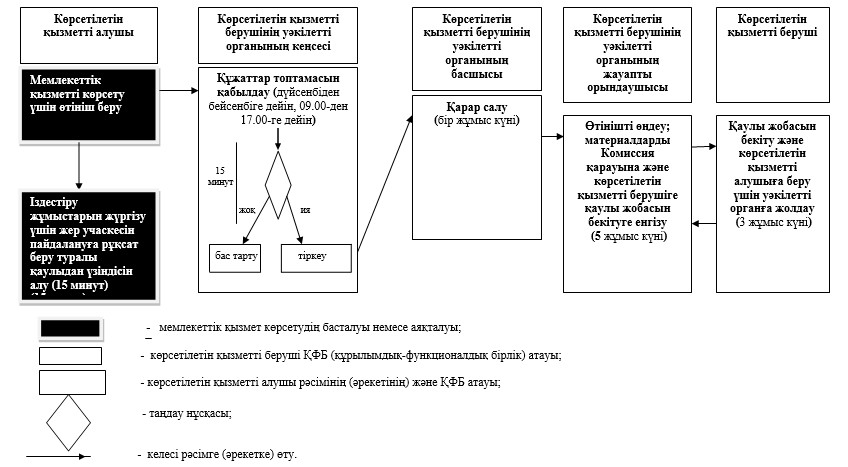 Көрсетілетін
қызметті алушы
Көрсетілетін қызметті
берушінің уәкілетті
органының кеңсесі
Көрсетілетін
қызметті берушінің
уәкілетті
органының
басшысы
Көрсетілетін
қызметті берушінің
уәкілетті
органының
жауапты
орындаушысы
Көрсетілетін
қызметті беруші
Мемлекеттік
қызметті көрсету
үшін өтініш беру
Құжаттар топтамасын
қабылдау (дүйсенбіден
бейсенбіге дейін, 09.00-ден
17.00-ге дейін)
15
минут
жоқ
ия
бас тарту
тіркеу
Қарар салу
(бір жұмыс күні)
Өтінішті өңдеу;
материалдарды
Комиссия
қарауына және
көрсетілетін
қызметті берушіге
қаулы жобасын
бекітуге енгізу
(5 жұмыс күні)
Қаулы жобасын
бекіту және
көрсетілетін
қызметті
алушыға беру
үшін уәкілетті
органға жолдау
(3 жұмыс күні)
Іздестіру
жұмыстарын жүргізу
үшін жер учаскесін
пайдалануға рұқсат
беру туралы
қаулыдан үзіндісін
алу (15 минут)
- мемлекеттік қызмет көрсетудің басталуы немесе аяқталуы;
- көрсетілетін қызметті беруші ҚФБ (құрылымдық-функционалдық бірлік) атауы;
- көрсетілетін қызметті алушы рәсімінің (әрекетінің) және ҚФБ атауы;
- таңдау нұсқасы;
- келесі рәсімге (әрекетке) өту.